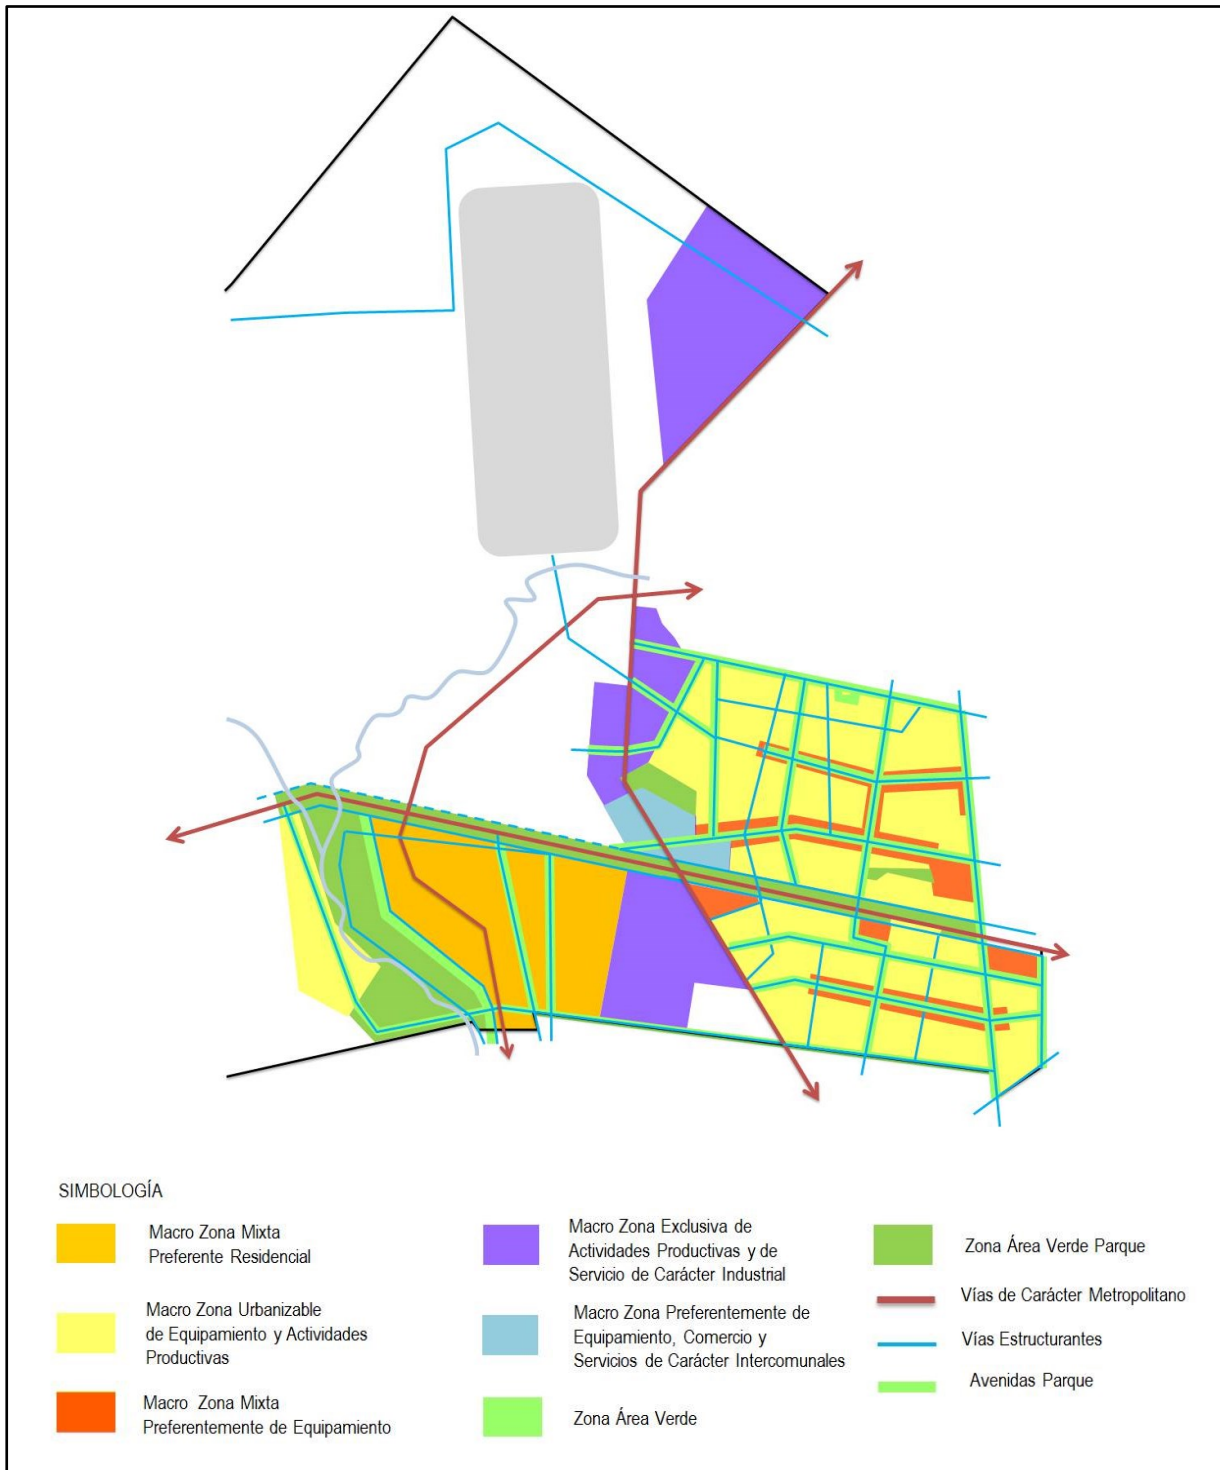 SIMBOLOGÍA
Macro Zona Mixta
Preferente Residencial
Macro Zona Urbanizable
de Equipamiento y Actividades
Productivas
Macro Zona Mixta
Preferentemente de Equipamiento
Macro Zona Exclusiva de
Actividades Productivas y de
Servicio de Carácter Industrial
Macro Zona Preferentemente de
Equipamiento, Comercio y
Servicios de Carácter Intercomunales
Zona Área Verde
Zona Área Verde Parque
Vías de Carácter Metropolitano
Vías Estructurantes
Avenidas Parque